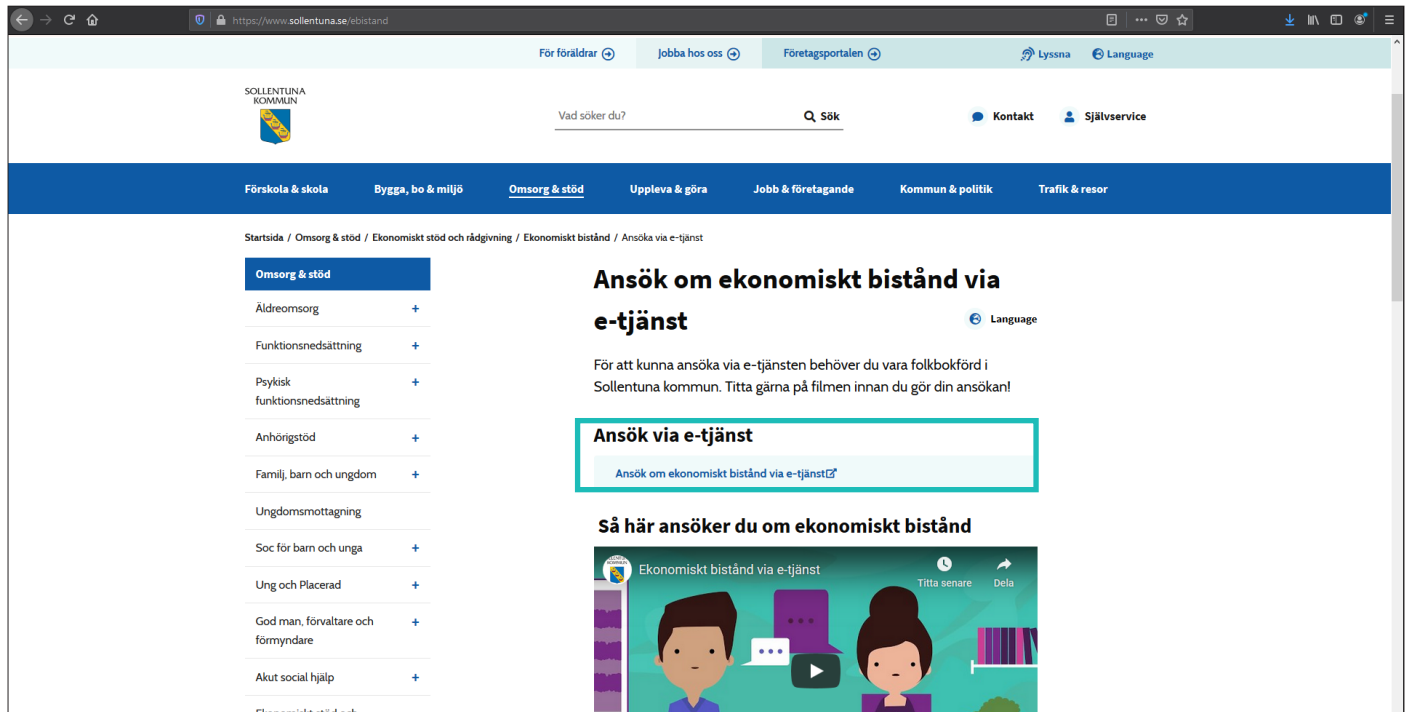 https://www.sollentuna.se/ebistand
För föräldrar
Jobba hos oss
Företagsportalen
Lyssna
Language
SOLLENTUNA
KOMMUN
Vad söker du?
Sök
Kontakt
Självservice
Förskola & skola
Bygga, bo & miljö
Omsorg & stöd
Uppleva & göra
Jobb & företagande
Kommun & politik
Trafik & resor
Startsida / Omsorg & stöd / Ekonomiskt stöd och rådgivning / Ekonomiskt bistånd / Ansöka via e-tjänst
Omsorg & stöd
Äldreomsorg +
Funktionsnedsättning +
Psykisk +
funktionsnedsättning
Anhörigstöd +
Familj, barn och ungdom +
Ungdomsmottagning
Soc för barn och unga +
Ung och Placerad +
God man, förvaltare och +
förmyndare
Akut social hjälp +
Ekonomiskt stöd och
Ansök om ekonomiskt bistånd via
e-tjänst
Language
För att kunna ansöka via e-tjänsten behöver du vara folkbokförd i
Sollentuna kommun. Titta gärna på filmen innan du gör din ansökan!
Ansök via e-tjänst
Ansök om ekonomiskt bistånd via e-tjänst
Så här ansöker du om ekonomiskt bistånd
Ekonomiskt bistånd via e-tjänst
Titta senare
Dela